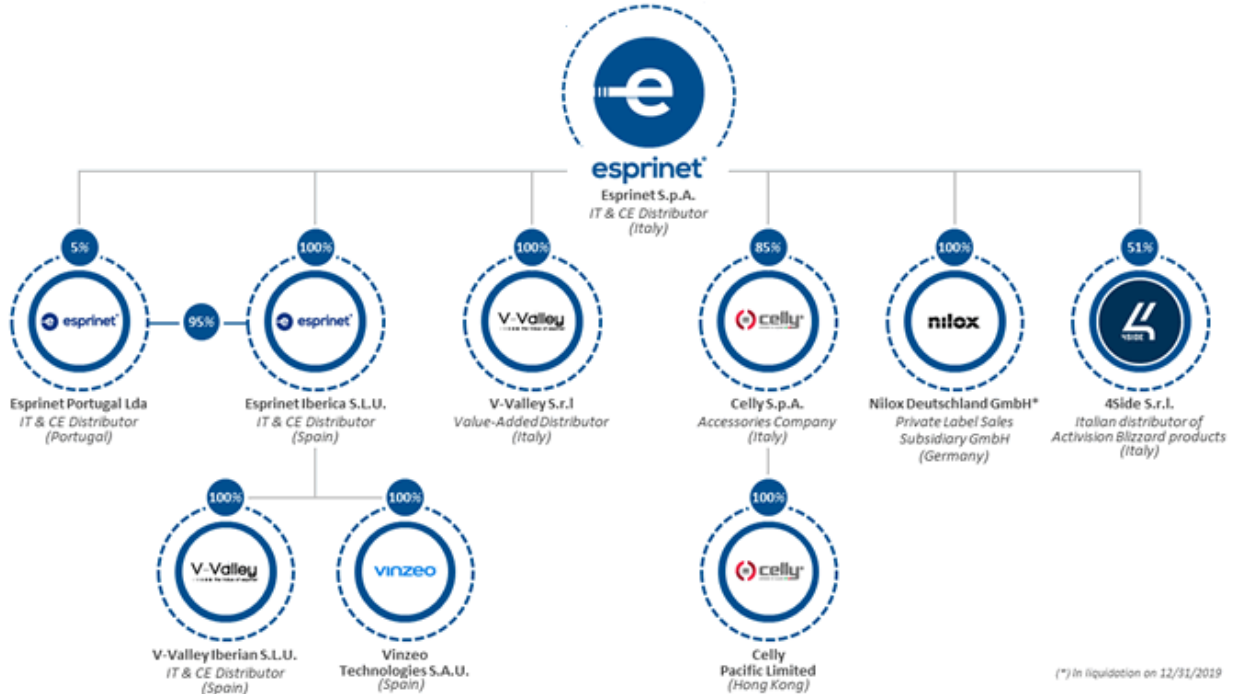 e
esprinet
Esprinet S.p.A.
IT & CE Distributor
(Italy)
5%
100%
100%
85%
100%
51%
esprinet
95%
esprinet
V-Valley
celly
nilox
4SIDE
Esprinet Portugal Lda
IT & CE Distributor
(Portugal)
Esprinet Iberica S.L.U.
IT & CE Distributor
(Spain)
V-Valley S.r.l
Value-Added Distributor
(Italy)
Celly S.p.A.
Accessories Company
(Italy)
Nilox Deutschland GmbH*
Private Label Sales
Subsidiary GmbH
(Germany)
4Side S.r.l.
Italian distributor of
Activision Blizzard products
(Italy)
100%
100%
100%
V-Valley
vinzeo
celly
V-Valley Iberian S.L.U.
IT & CE Distributor
(Spain)
Vinzeo
Technologies S.A.U.
(Spain)
Celly
Pacific Limited
(Hong Kong)
(*) In liquidation on 12/31/2019